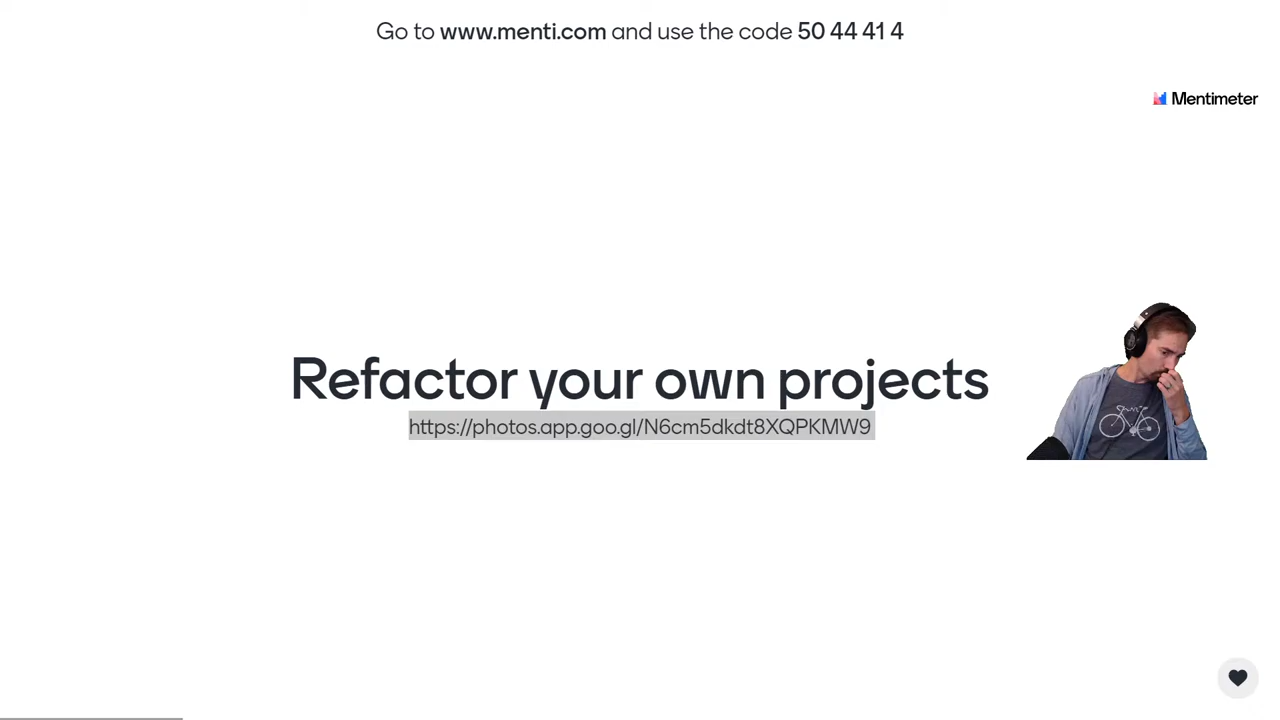 Go to www.menti.com and use the code 50 44 41 4
Mentimeter
Refactor your own projects
https://photos.app.goo.gl/N6cm5dkdt8XQPKMW9